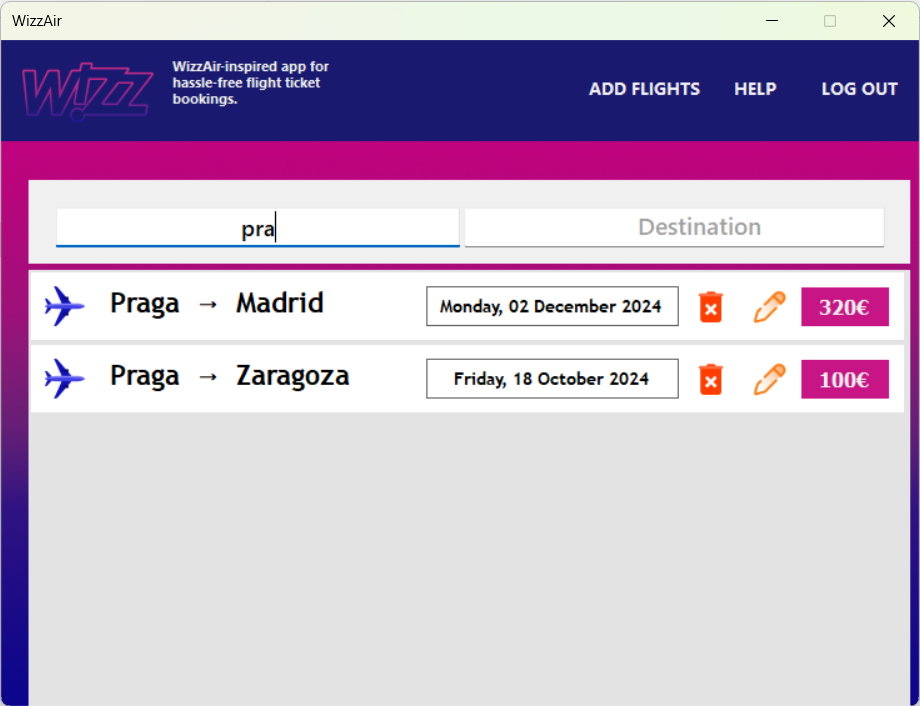 WizzAir
WIZZ
WizzAir-inspired app for
hassle-free flight ticket
bookings.
ADD FLIGHTS HELP LOG OUT
pra Destination
Praga → Madrid Monday, 02 December 2024 320€
Praga → Zaragoza Friday, 18 October 2024 100€